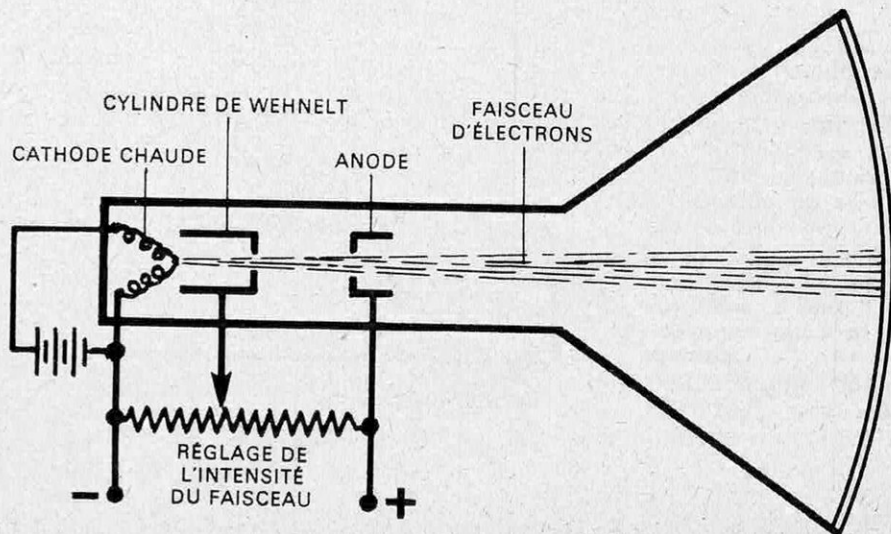 CYLINDRE DE WEHNELT
FAISCEAU
D'ÉLECTRONS
CATHODE CHAUDE
ANODE
RÉGLAGE DE
L'INTENSITÉ
DU FAISCEAU
- +